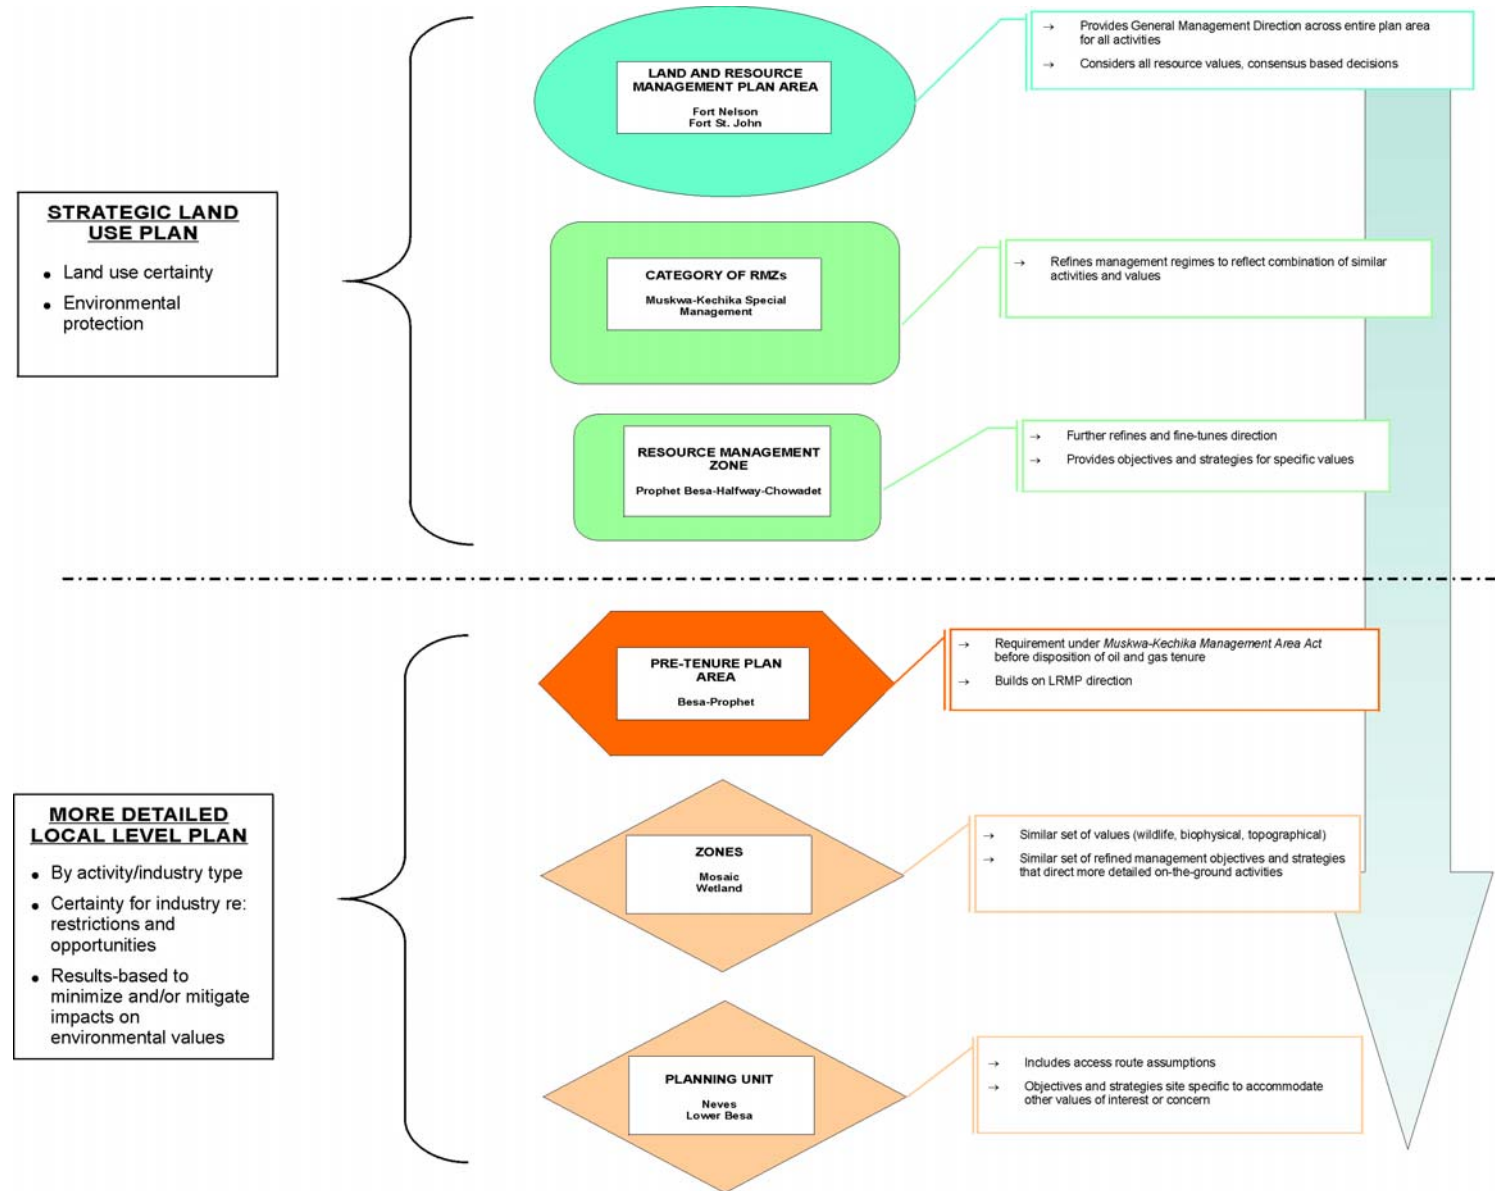 LAND AND RESOURCE
MANAGEMENT PLAN AREA
Fort Nelson
Fort St. John
→ Provides General Management Direction across entire plan area
for all activities
→ Considers all resource values, consensus based decisions
STRATEGIC LAND
USE PLAN
• Land use certainty
• Environmental
protection
CATEGORY OF RMZs
Muskwa-Kechika Special
Management
→ Refines management regimes to reflect combination of similar
activities and values
RESOURCE MANAGEMENT
ZONE
Prophet Besa-Halfway-Chowadet
→ Further refines and fine-tunes direction
→ Provides objectives and strategies for specific values
PRE-TENURE PLAN
AREA
Besa-Prophet
→ Requirement under Muskwa-Kechika Management Area Act
before disposition of oil and gas tenure
→ Builds on LRMP direction
MORE DETAILED
LOCAL LEVEL PLAN
• By activity/industry type
• Certainty for industry re:
restrictions and
opportunities
• Results-based to
minimize and/or mitigate
impacts on
environmental values
ZONES
Mosaic
Wetland
→ Similar set of values (wildlife, biophysical, topographical)
→ Similar set of refined management objectives and strategies
that direct more detailed on-the-ground activities
PLANNING UNIT
Neves
Lower Besa
→ Includes access route assumptions
→ Objectives and strategies site specific to accommodate
other values of interest or concern